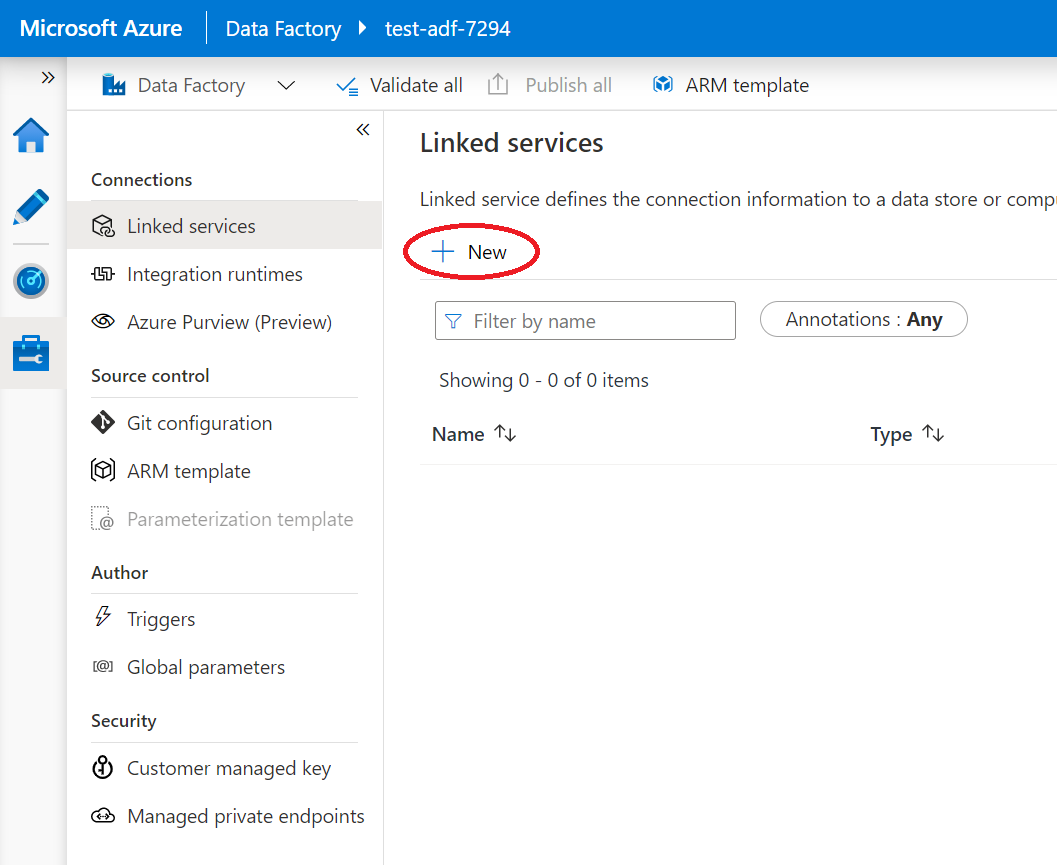 Microsoft Azure Data Factory test-adf-7294
Data Factory Validate all Publish all ARM template
Linked services
Connections
Linked service defines the connection information to a data store or comp
Linked services
New
Integration runtimes
Azure Purview (Preview)
Filter by name
Annotations : Any
Source control
Showing 0 - 0 of 0 items
Git configuration
Name Type
ARM template
@ Parameterization template
Author
Triggers
[@] Global parameters
Security
Customer managed key
Managed private endpoints